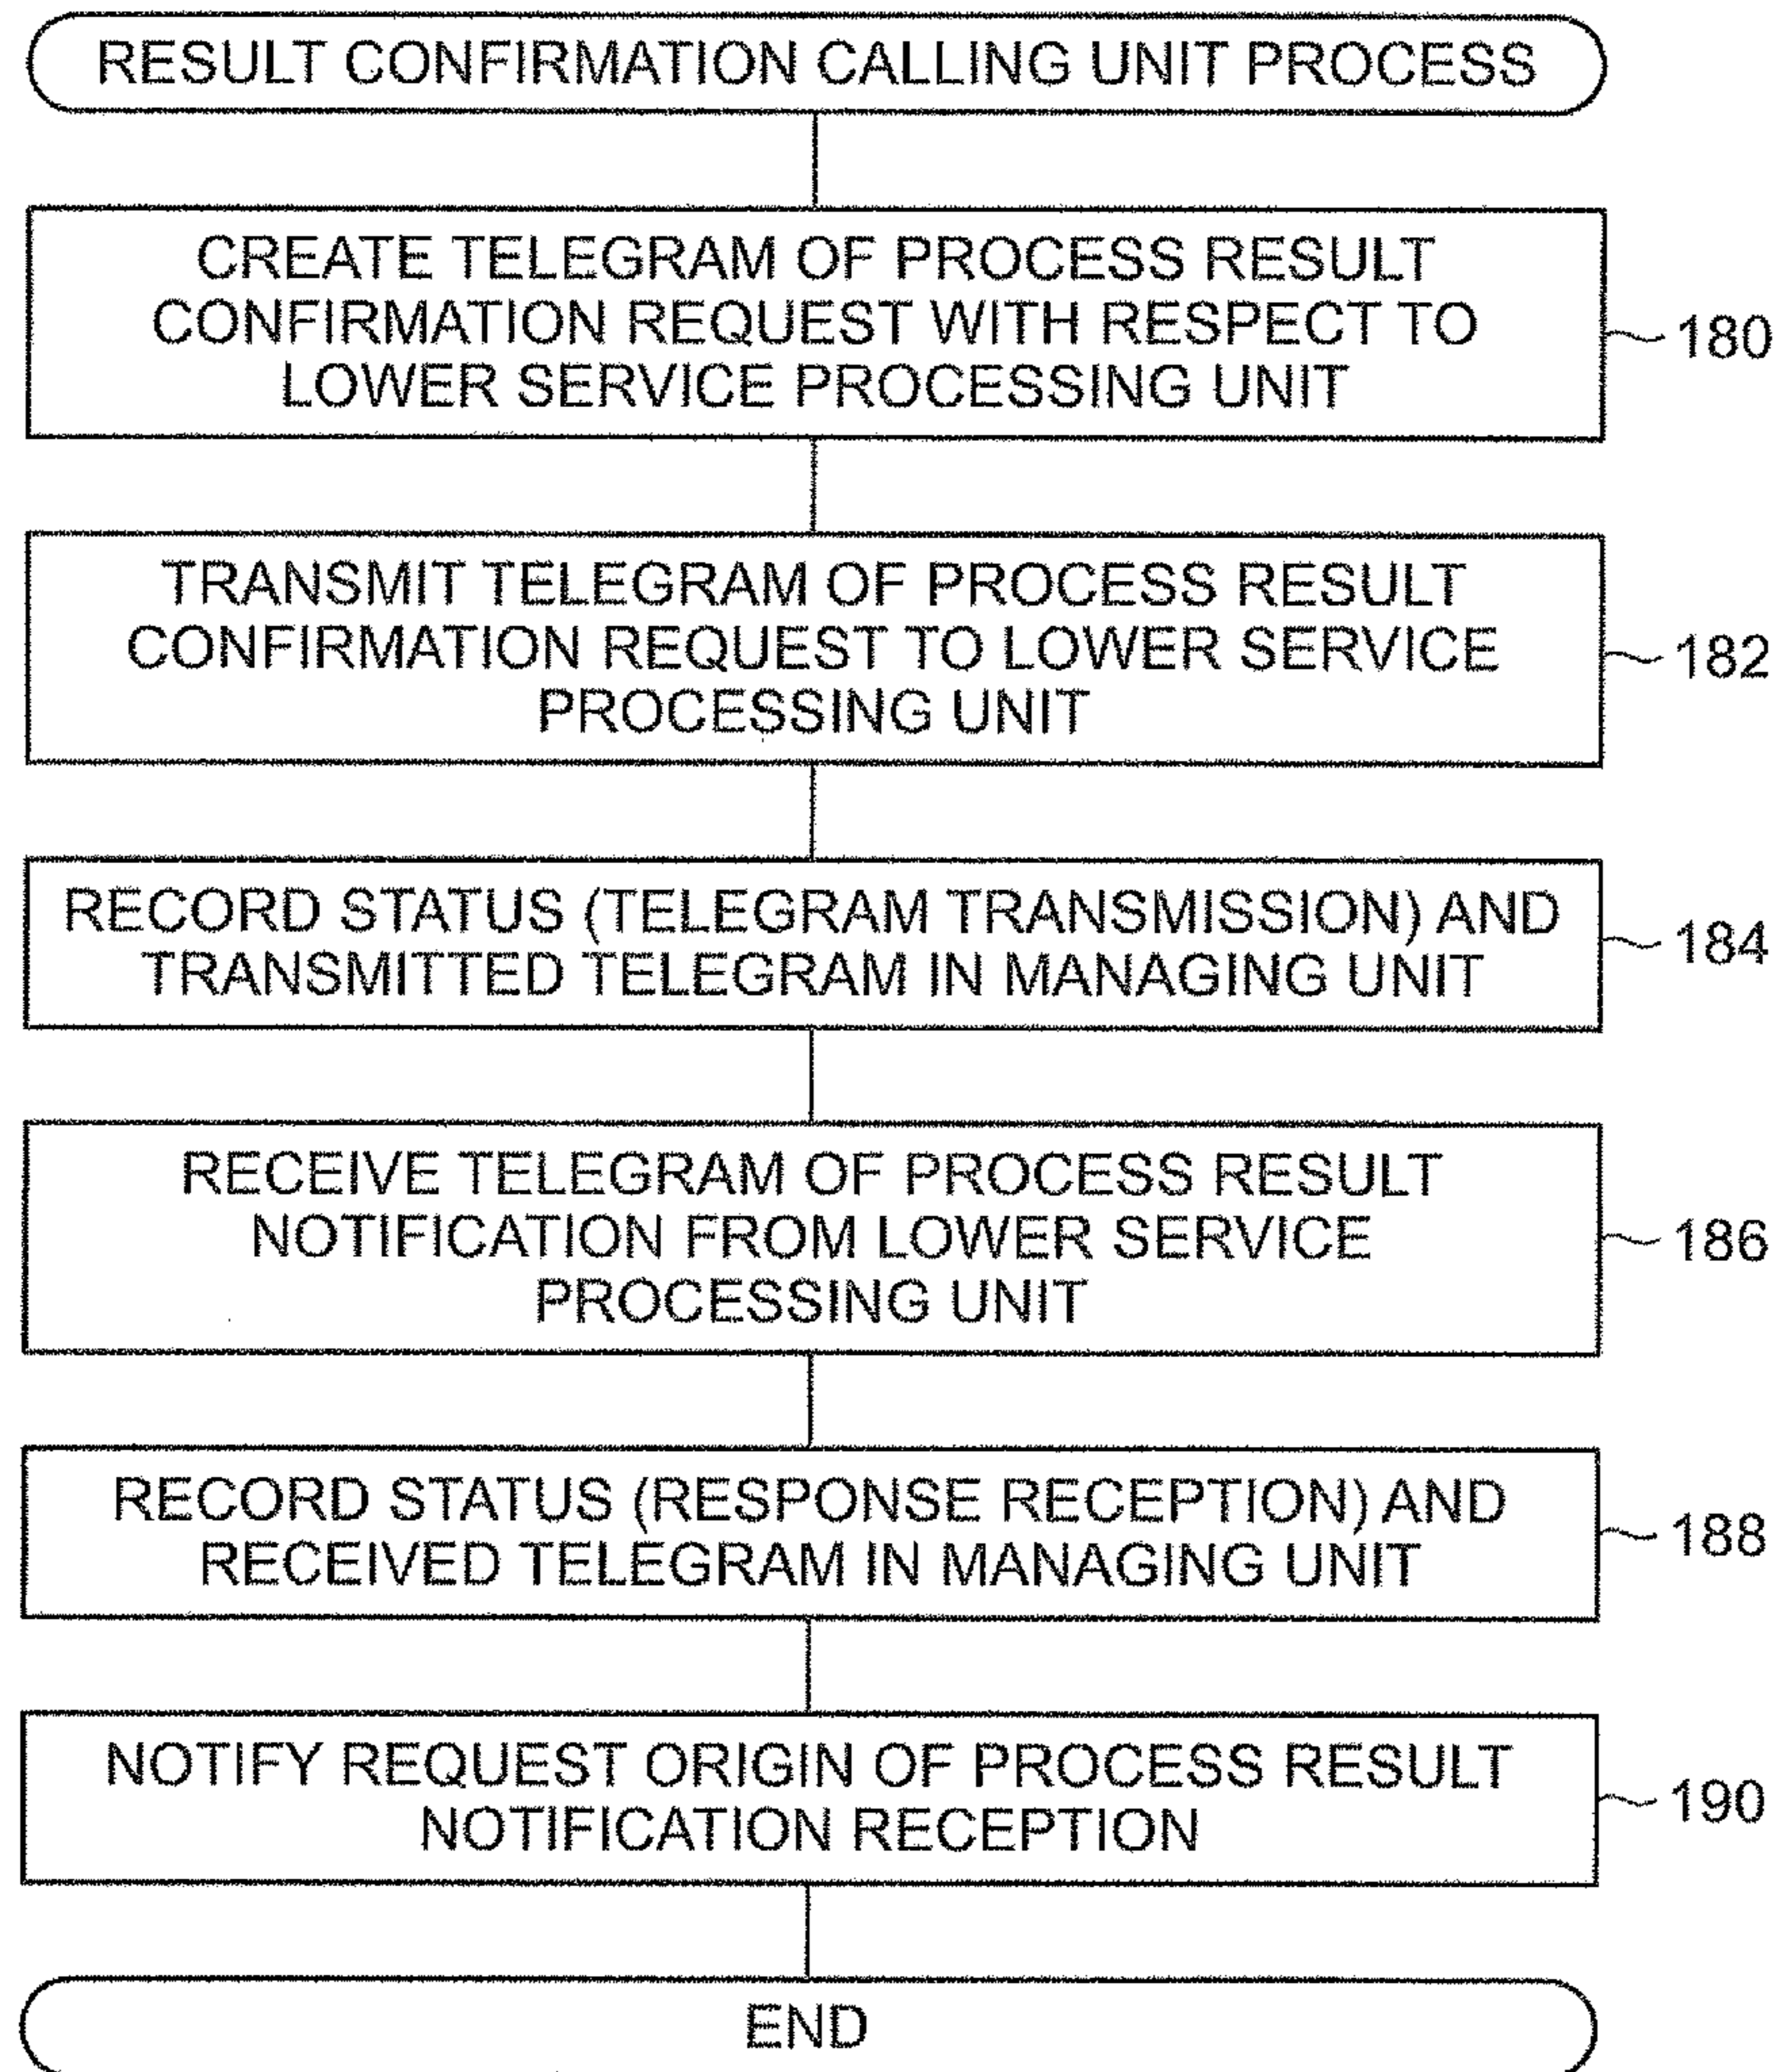 RESULT CONFIRMATION CALLING UNIT PROCESS
CREATE TELEGRAM OF PROCESS RESULT
CONFIRMATION REQUEST WITH RESPECT TO
LOWER SERVICE PROCESSING UNIT
180
TRANSMIT TELEGRAM OF PROCESS RESULT
CONFIRMATION REQUEST TO LOWER SERVICE
PROCESSING UNIT
182
RECORD STATUS (TELEGRAM TRANSMISSION) AND
TRANSMITTED TELEGRAM IN MANAGING UNIT
184
RECEIVE TELEGRAM OF PROCESS RESULT
NOTIFICATION FROM LOWER SERVICE
PROCESSING UNIT
186
RECORD STATUS (RESPONSE RECEPTION) AND
RECEIVED TELEGRAM IN MANAGING UNIT
188
NOTIFY REQUEST ORIGIN OF PROCESS RESULT
NOTIFICATION RECEPTION
190
END